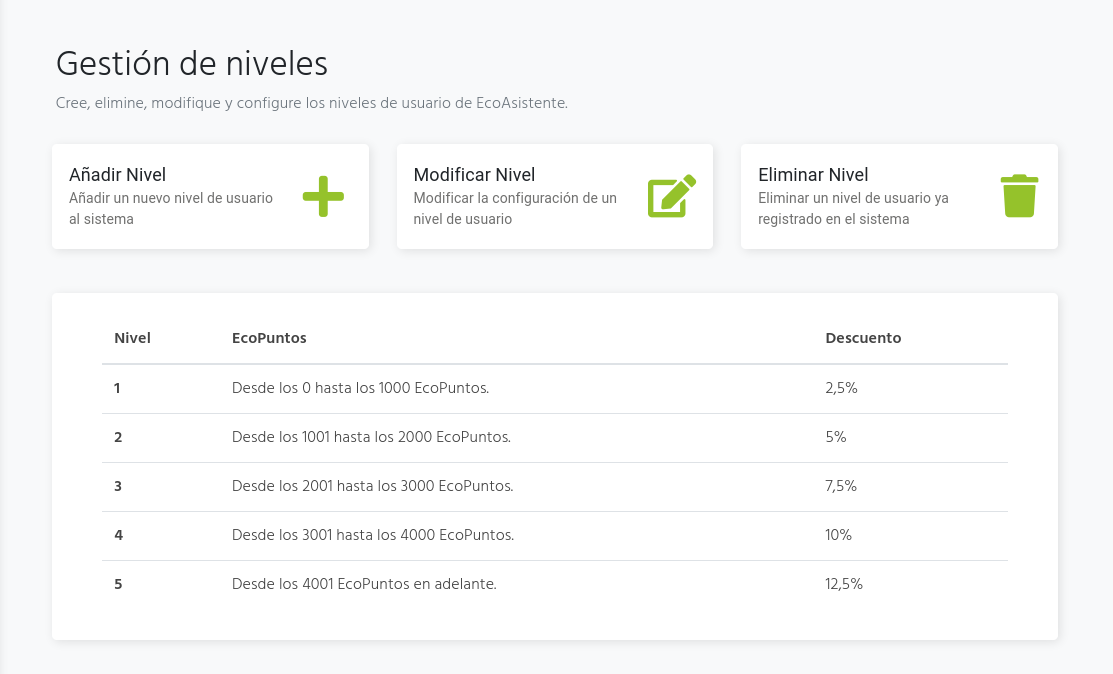 Gestión de niveles
Cree, elimine, modifique y configure los niveles de usuario de EcoAsistente.
Añadir Nivel
Añadir un nuevo nivel de usuario
al sistema
Modificar Nivel
Modificar la configuración de un
nivel de usuario
Eliminar Nivel
Eliminar un nivel de usuario ya
registrado en el sistema
Nivel EcoPuntos Descuento
1 Desde los 0 hasta los 1000 EcoPuntos. 2,5%
2 Desde los 1001 hasta los 2000 EcoPuntos. 5%
3 Desde los 2001 hasta los 3000 EcoPuntos. 7,5%
4 Desde los 3001 hasta los 4000 EcoPuntos. 10%
5 Desde los 4001 EcoPuntos en adelante. 12,5%